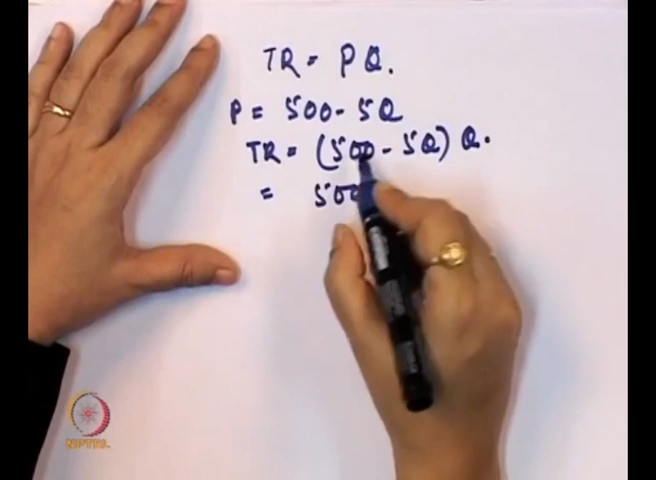 TR = PQ.
P = 500 - 5Q
TR = (500 - 5Q) Q.
= 500
NPTEL